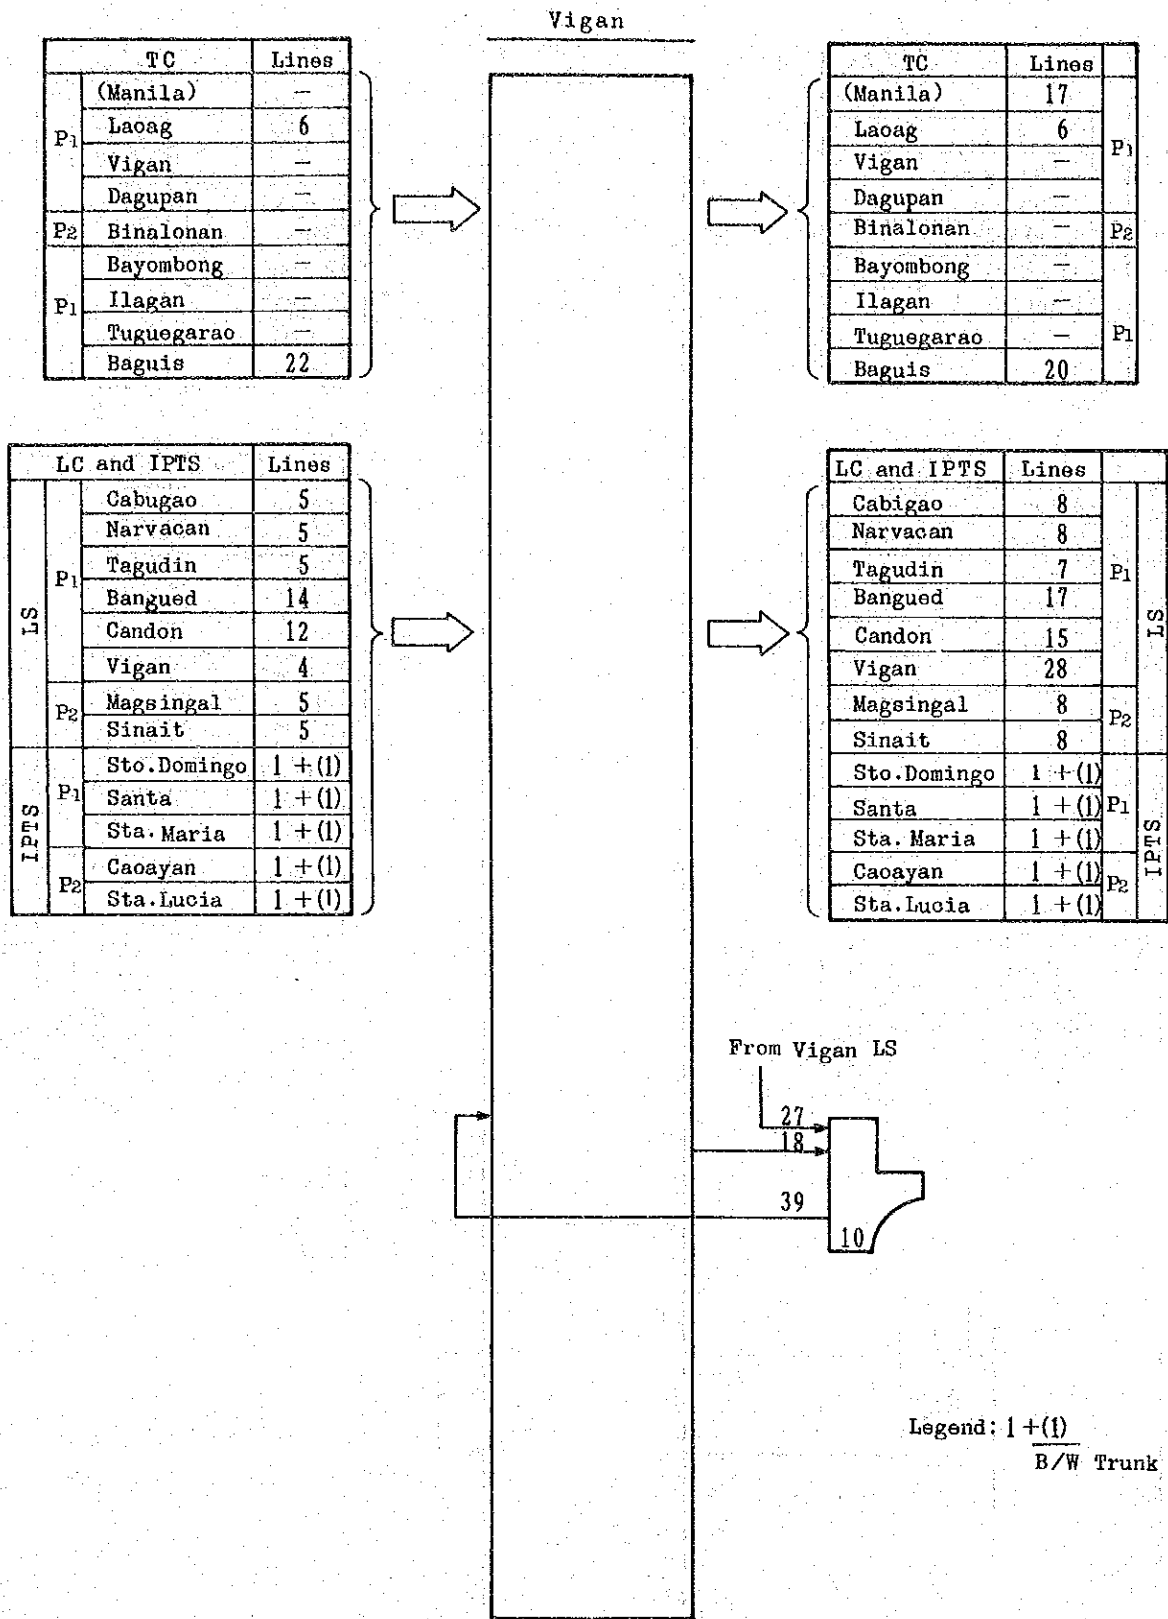 Vigan
TC Lines
P1 (Manila) —
Laoag 6
Vigan —
Dagupan —
P2 Binalonan —
P1 Bayombong —
Ilagan —
Tuguegarao —
Baguis 22
TC Lines
(Manila) 17 P1
Laoag 6
Vigan —
Dagupan —
Binalonan — P2
Bayombong — P1
Ilagan —
Tuguegarao —
Baguis 20
LC and IPTS Lines
LS P1 Cabugao 5
Narvacan 5
Tagudin 5
Bangued 14
Candon 12
Vigan 4
P2 Magsingal 5
Sinait 5
IPTS P1 Sto.Domingo 1 +(1)
Santa 1 +(1)
Sta. Maria 1 +(1)
P2 Caoayan 1 +(1)
Sta.Lucia 1 +(1)
LC and IPTS Lines
Cabigao 8 P1 LS
Narvacan 8
Tagudin 7
Bangued 17
Candon 15
Vigan 28
Magsingal 8 P2
Sinait 8
Sto.Domingo 1 +(1) P1 IPTS
Santa 1 +(1)
Sta. Maria 1 +(1)
Caoayan 1 +(1) P2
Sta.Lucia 1 +(1)
From Vigan LS
27
18
39
10
Legend: 1 +(1)
B/W Trunk